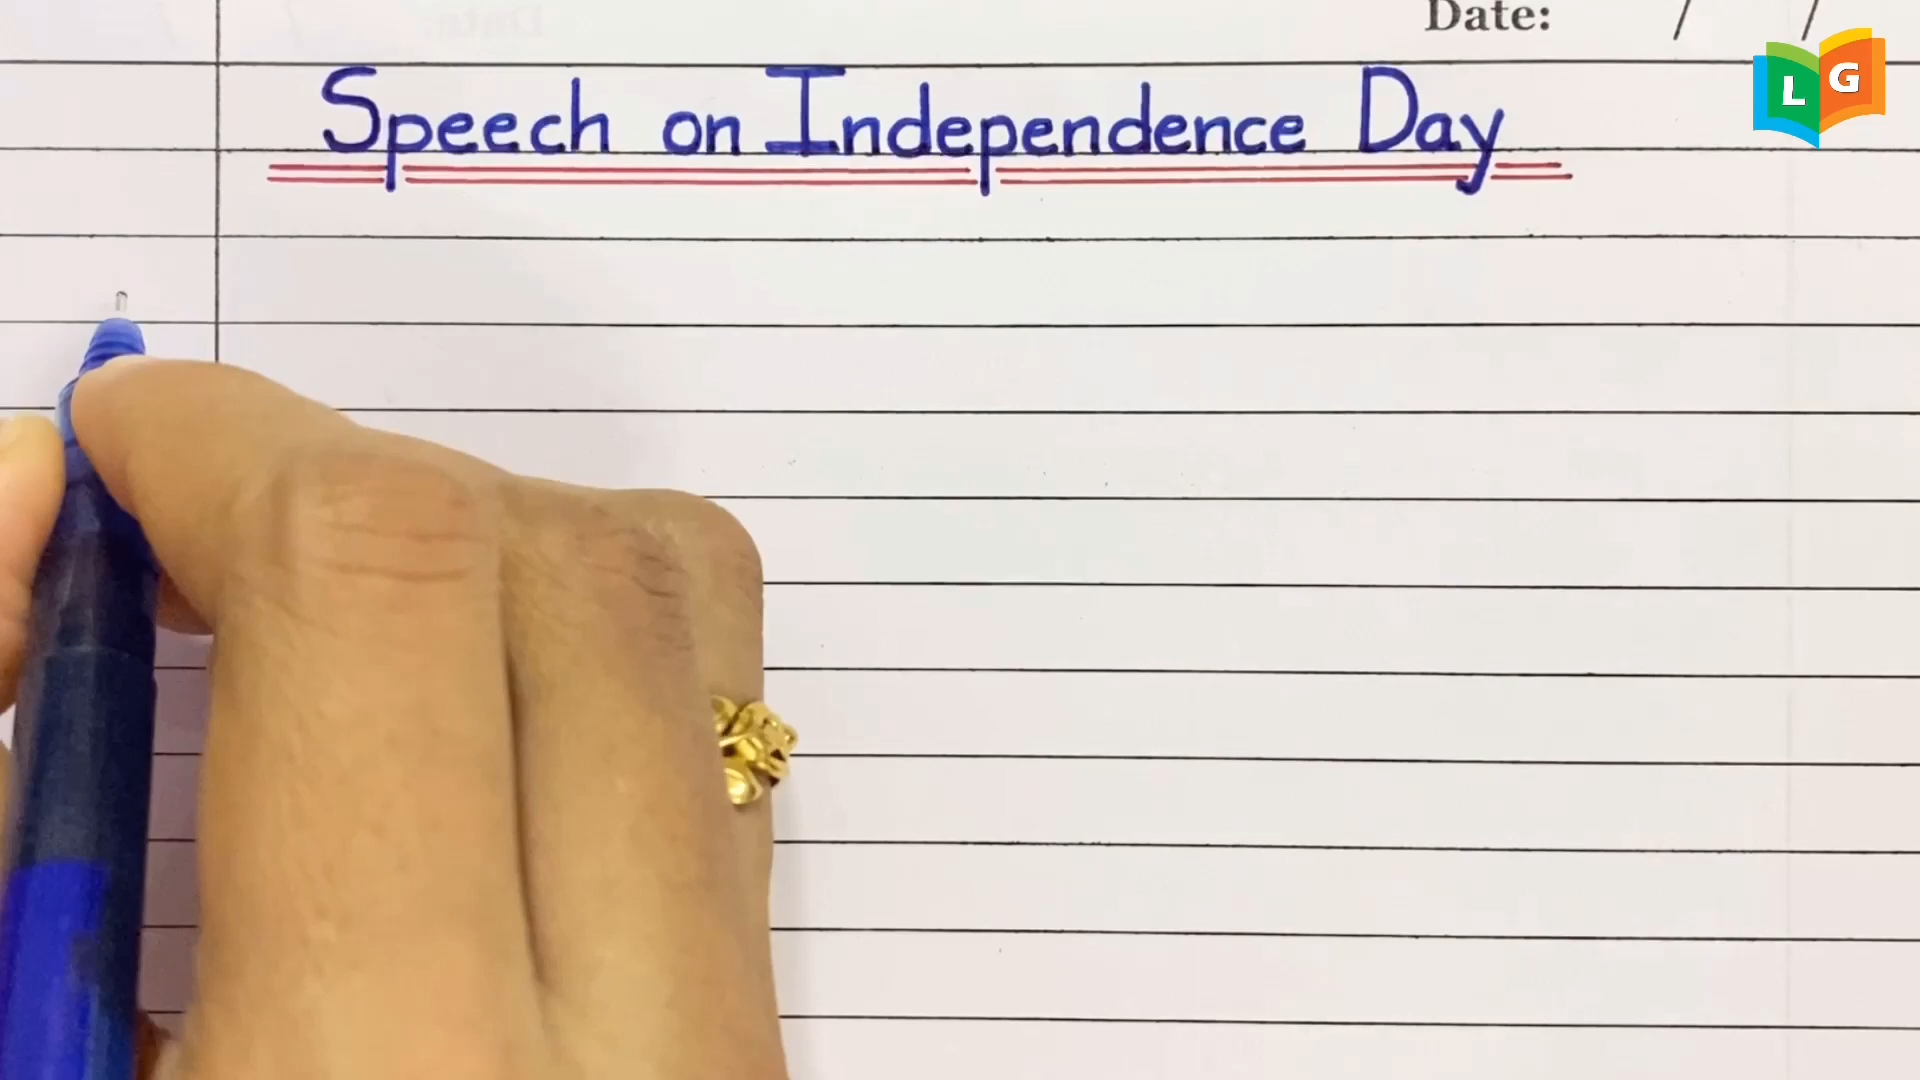 Date: / /
L G
Speech on Independence Day